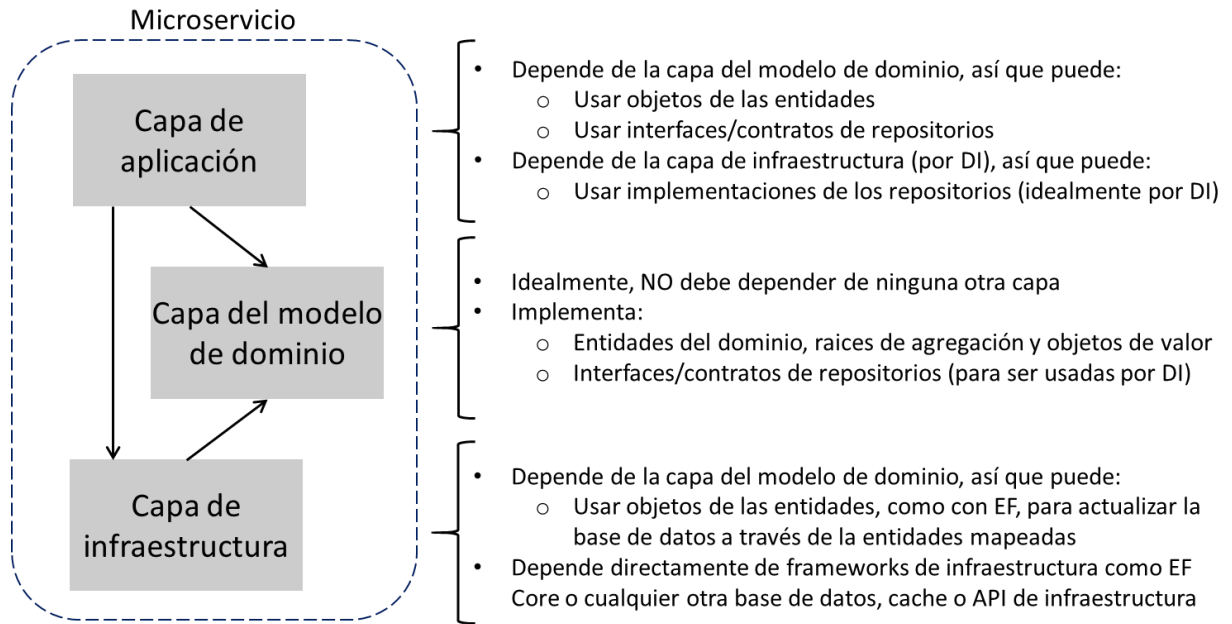 Microservicio
Capa de
aplicación
Capa del modelo
de dominio
Capa de
infraestructura
• Depende de la capa del modelo de dominio, así que puede:
o Usar objetos de las entidades
o Usar interfaces/contratos de repositorios
• Depende de la capa de infraestructura (por DI), así que puede:
o Usar implementaciones de los repositorios (idealmente por DI)
• Idealmente, NO debe depender de ninguna otra capa
• Implementa:
o Entidades del dominio, raices de agregación y objetos de valor
o Interfaces/contratos de repositorios (para ser usadas por DI)
• Depende de la capa del modelo de dominio, así que puede:
o Usar objetos de las entidades, como con EF, para actualizar la
base de datos a través de la entidades mapeadas
• Depende directamente de frameworks de infraestructura como EF
Core o cualquier otra base de datos, cache o API de infraestructura